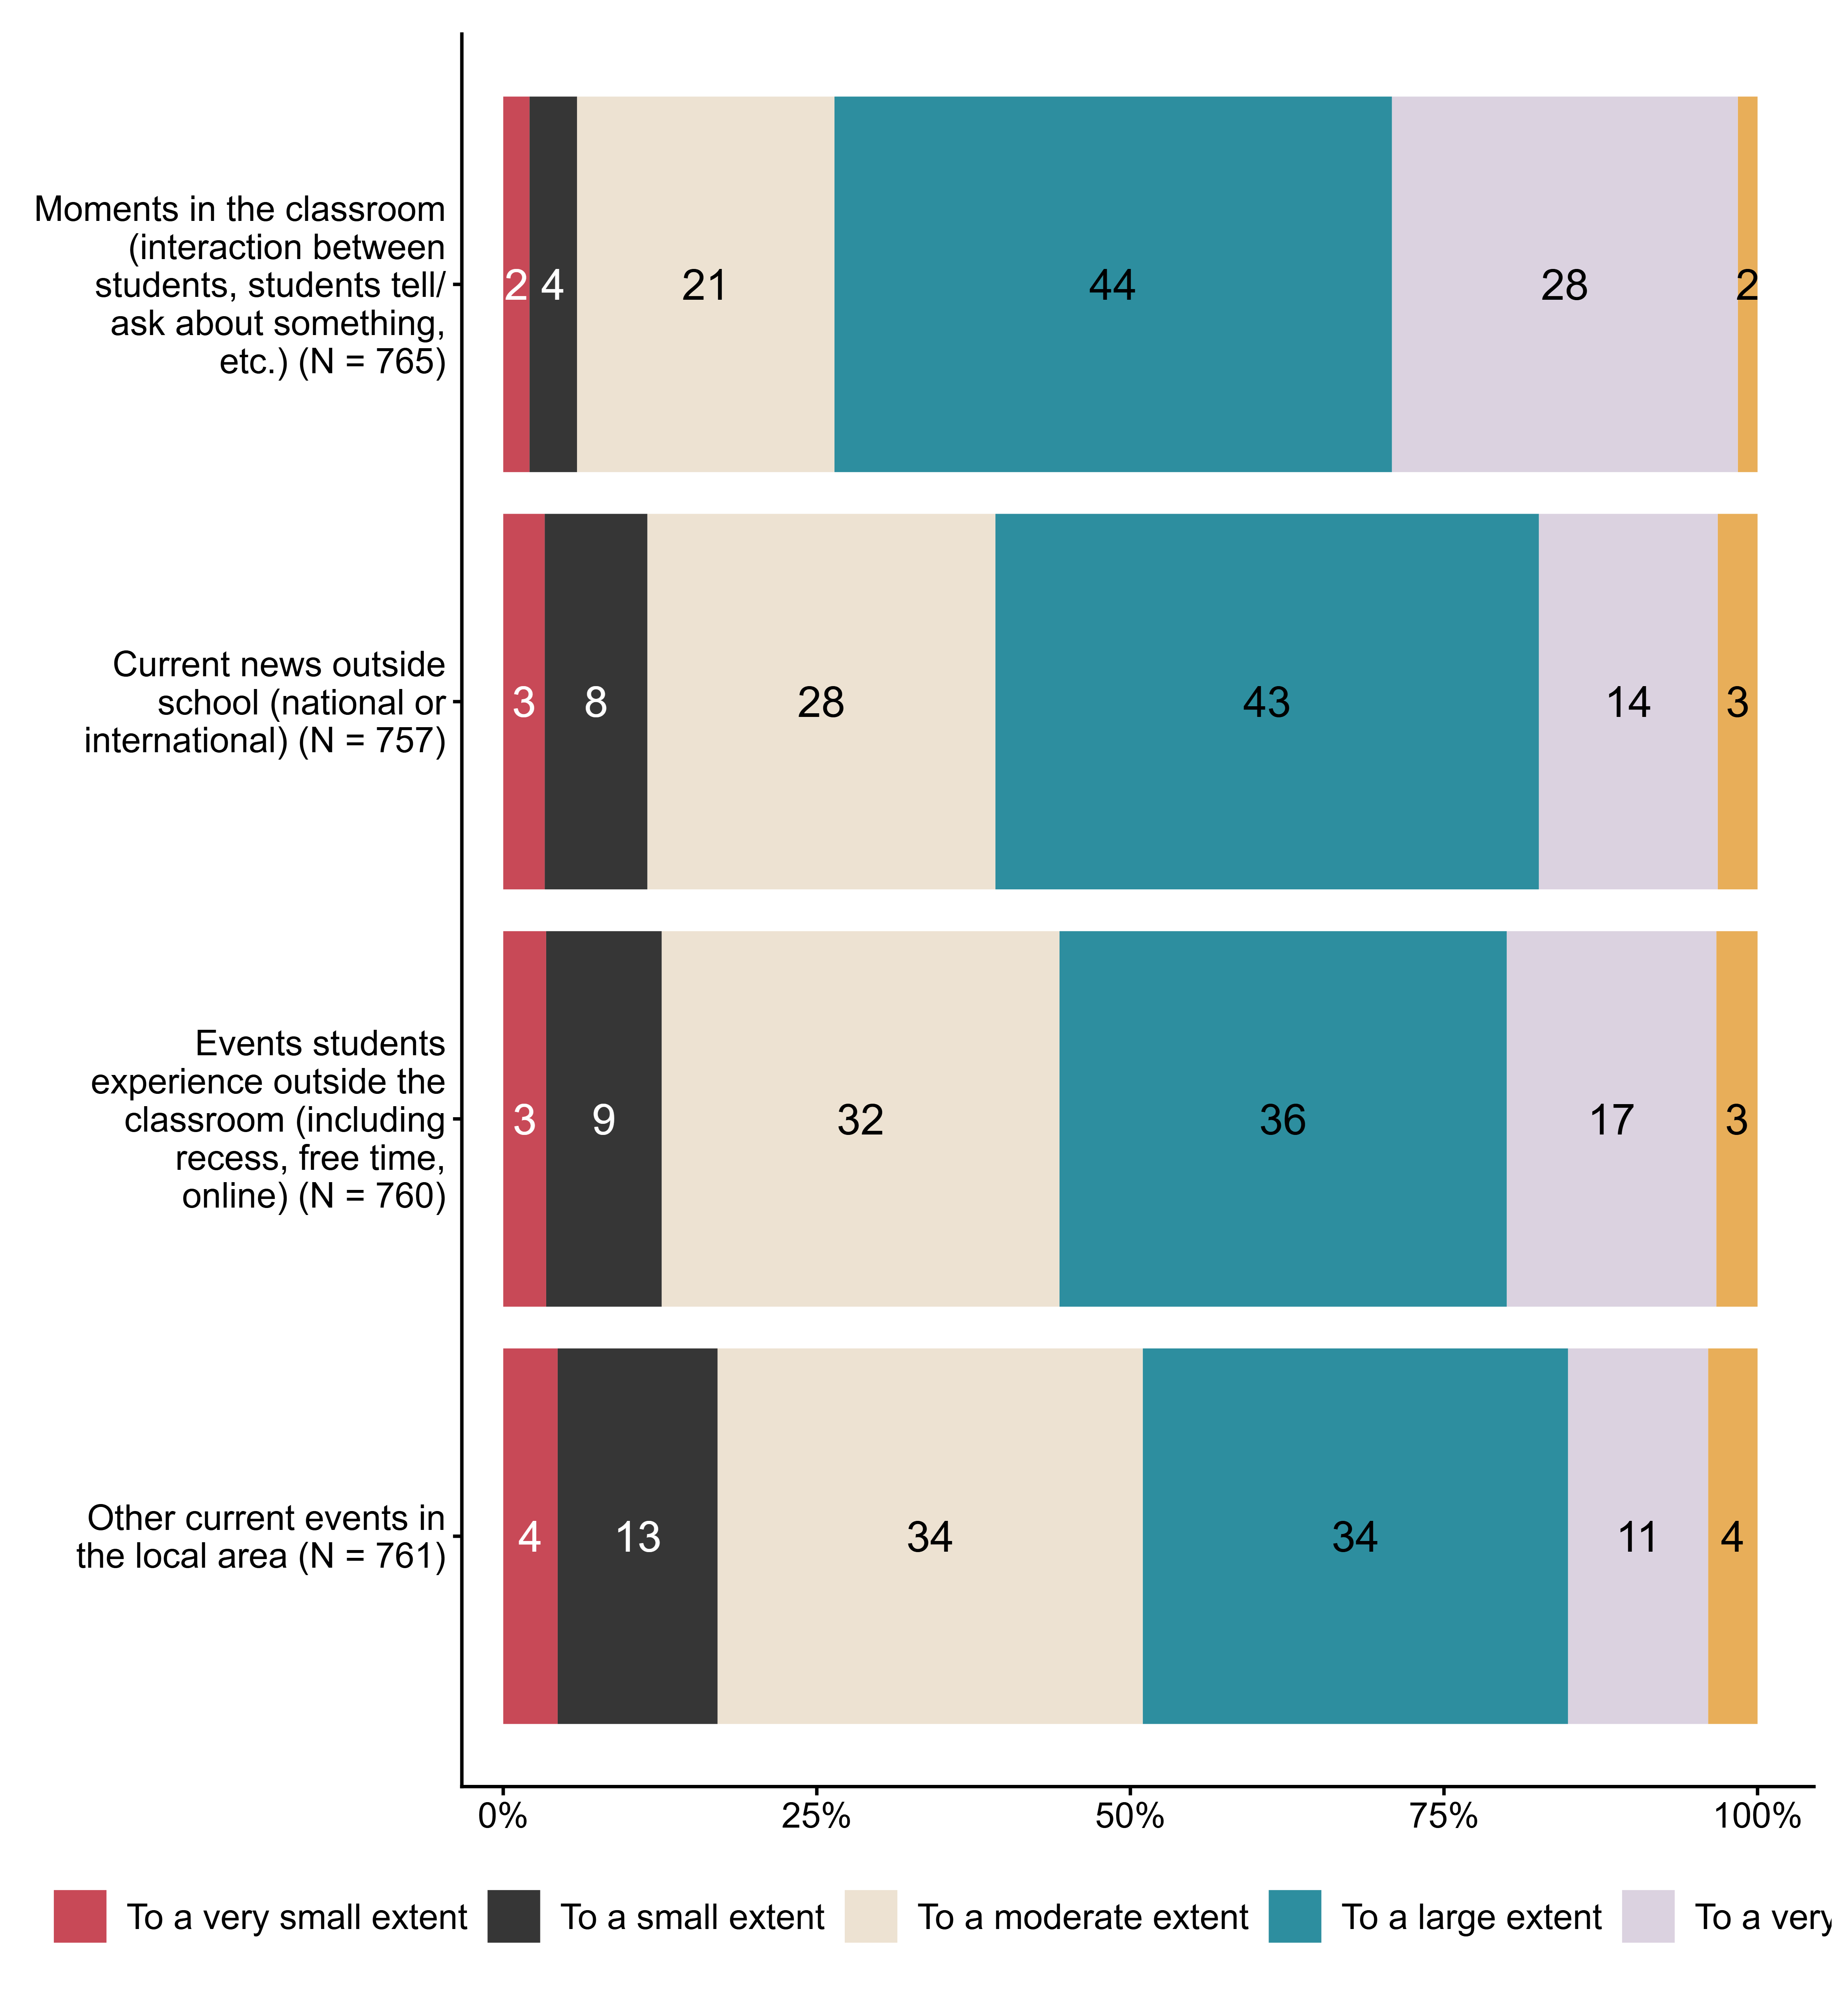 Moments in the classroom
(interaction between
students, students tell/
ask about something,
etc.) (N = 765)
2 4 21 44 28 2
Current news outside
school (national or
international) (N = 757)
3 8 28 43 14 3
Events students
experience outside the
classroom (including
recess, free time,
online) (N = 760)
3 9 32 36 17 3
Other current events in
the local area (N = 761)
4 13 34 34 11 4
0% 25% 50% 75% 100%
To a very small extent To a small extent To a moderate extent To a large extent To a very